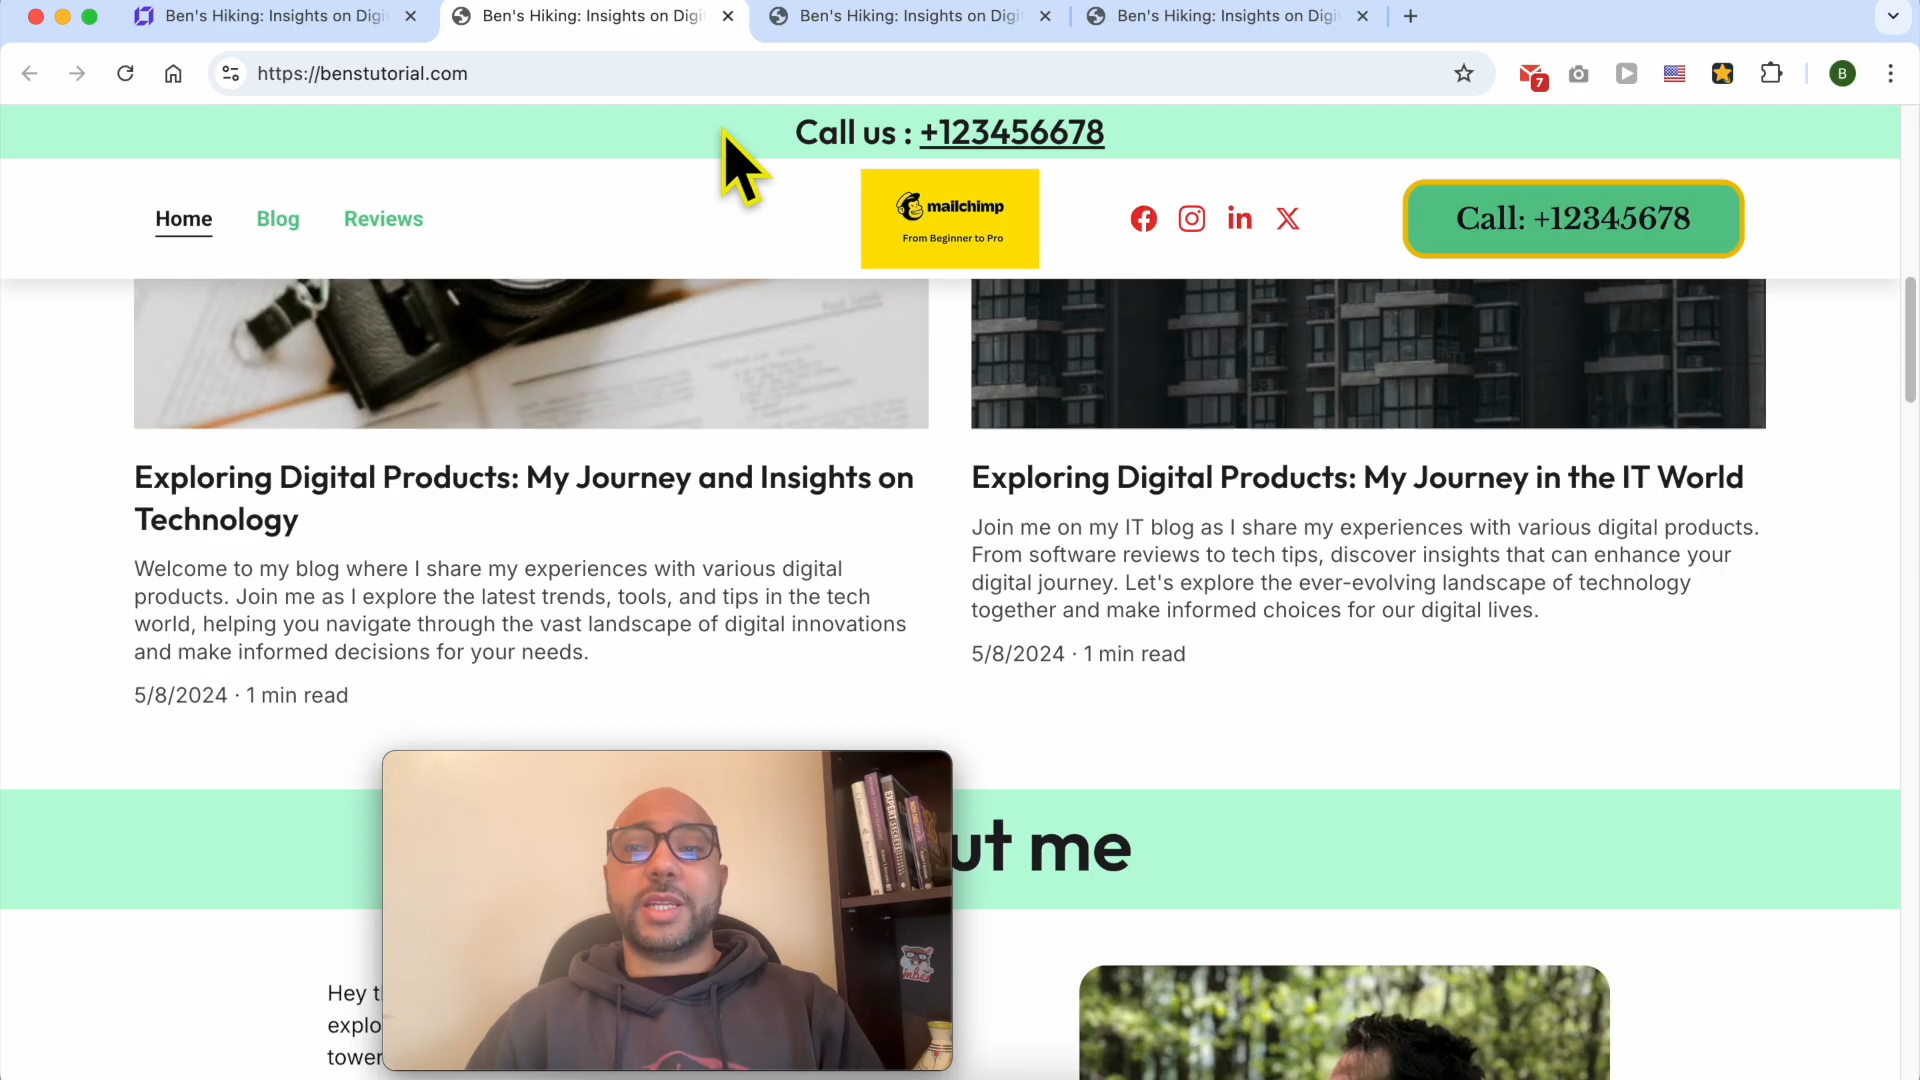 Ben's Hiking: Insights on Digi
Ben's Hiking: Insights on Digi
Ben's Hiking: Insights on Digi
Ben's Hiking: Insights on Digi
https://benstutorial.com
7
B
Call us : +123456678
Home
Blog
Reviews
mailchimp
From Beginner to Pro
Call: +12345678
Exploring Digital Products: My Journey and Insights on
Technology
Welcome to my blog where I share my experiences with various digital
products. Join me as I explore the latest trends, tools, and tips in the tech
world, helping you navigate through the vast landscape of digital innovations
and make informed decisions for your needs.
5/8/2024 · 1 min read
Exploring Digital Products: My Journey in the IT World
Join me on my IT blog as I share my experiences with various digital products.
From software reviews to tech tips, discover insights that can enhance your
digital journey. Let's explore the ever-evolving landscape of technology
together and make informed choices for our digital lives.
5/8/2024 · 1 min read
ut me
EXPERT
Hey t
explo
tower